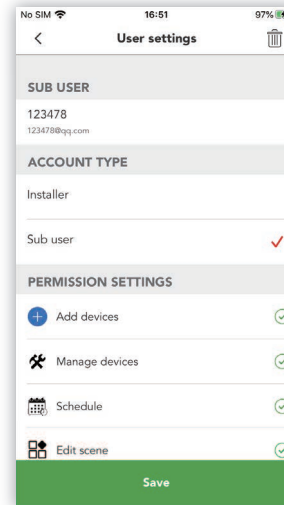 No SIM 16:51 97%
User settings
SUB USER
123478
123478@qq.com
ACCOUNT TYPE
Installer
Sub user
PERMISSION SETTINGS
Add devices
Manage devices
Schedule
Edit scene
Save